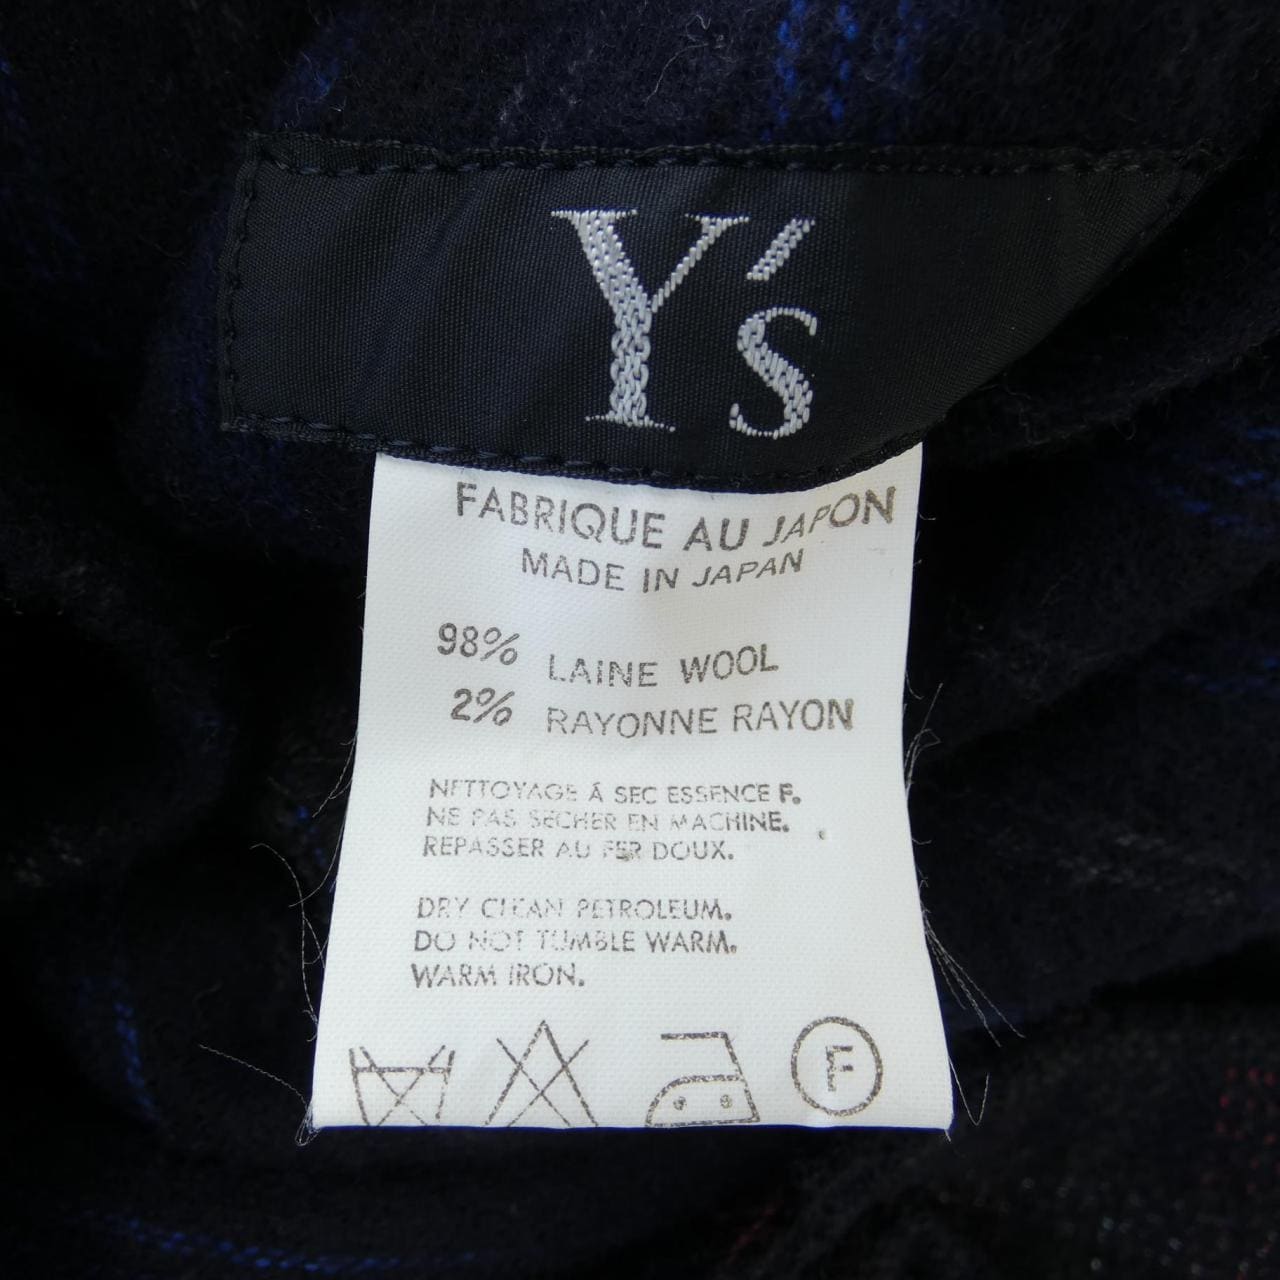 Y's
FABRIQUE AU JAPON
MADE IN JAPAN
98% LAINE WOOL
2% RAYONNE RAYON
NETTOYAGE À SEC ESSENCE F.
NE PAS SECHER EN MACHINE.
REPASSER AU FER DOUX.
DRY CLEAN PETROLEUM.
DO NOT TUMBLE WARM.
WARM IRON.
F